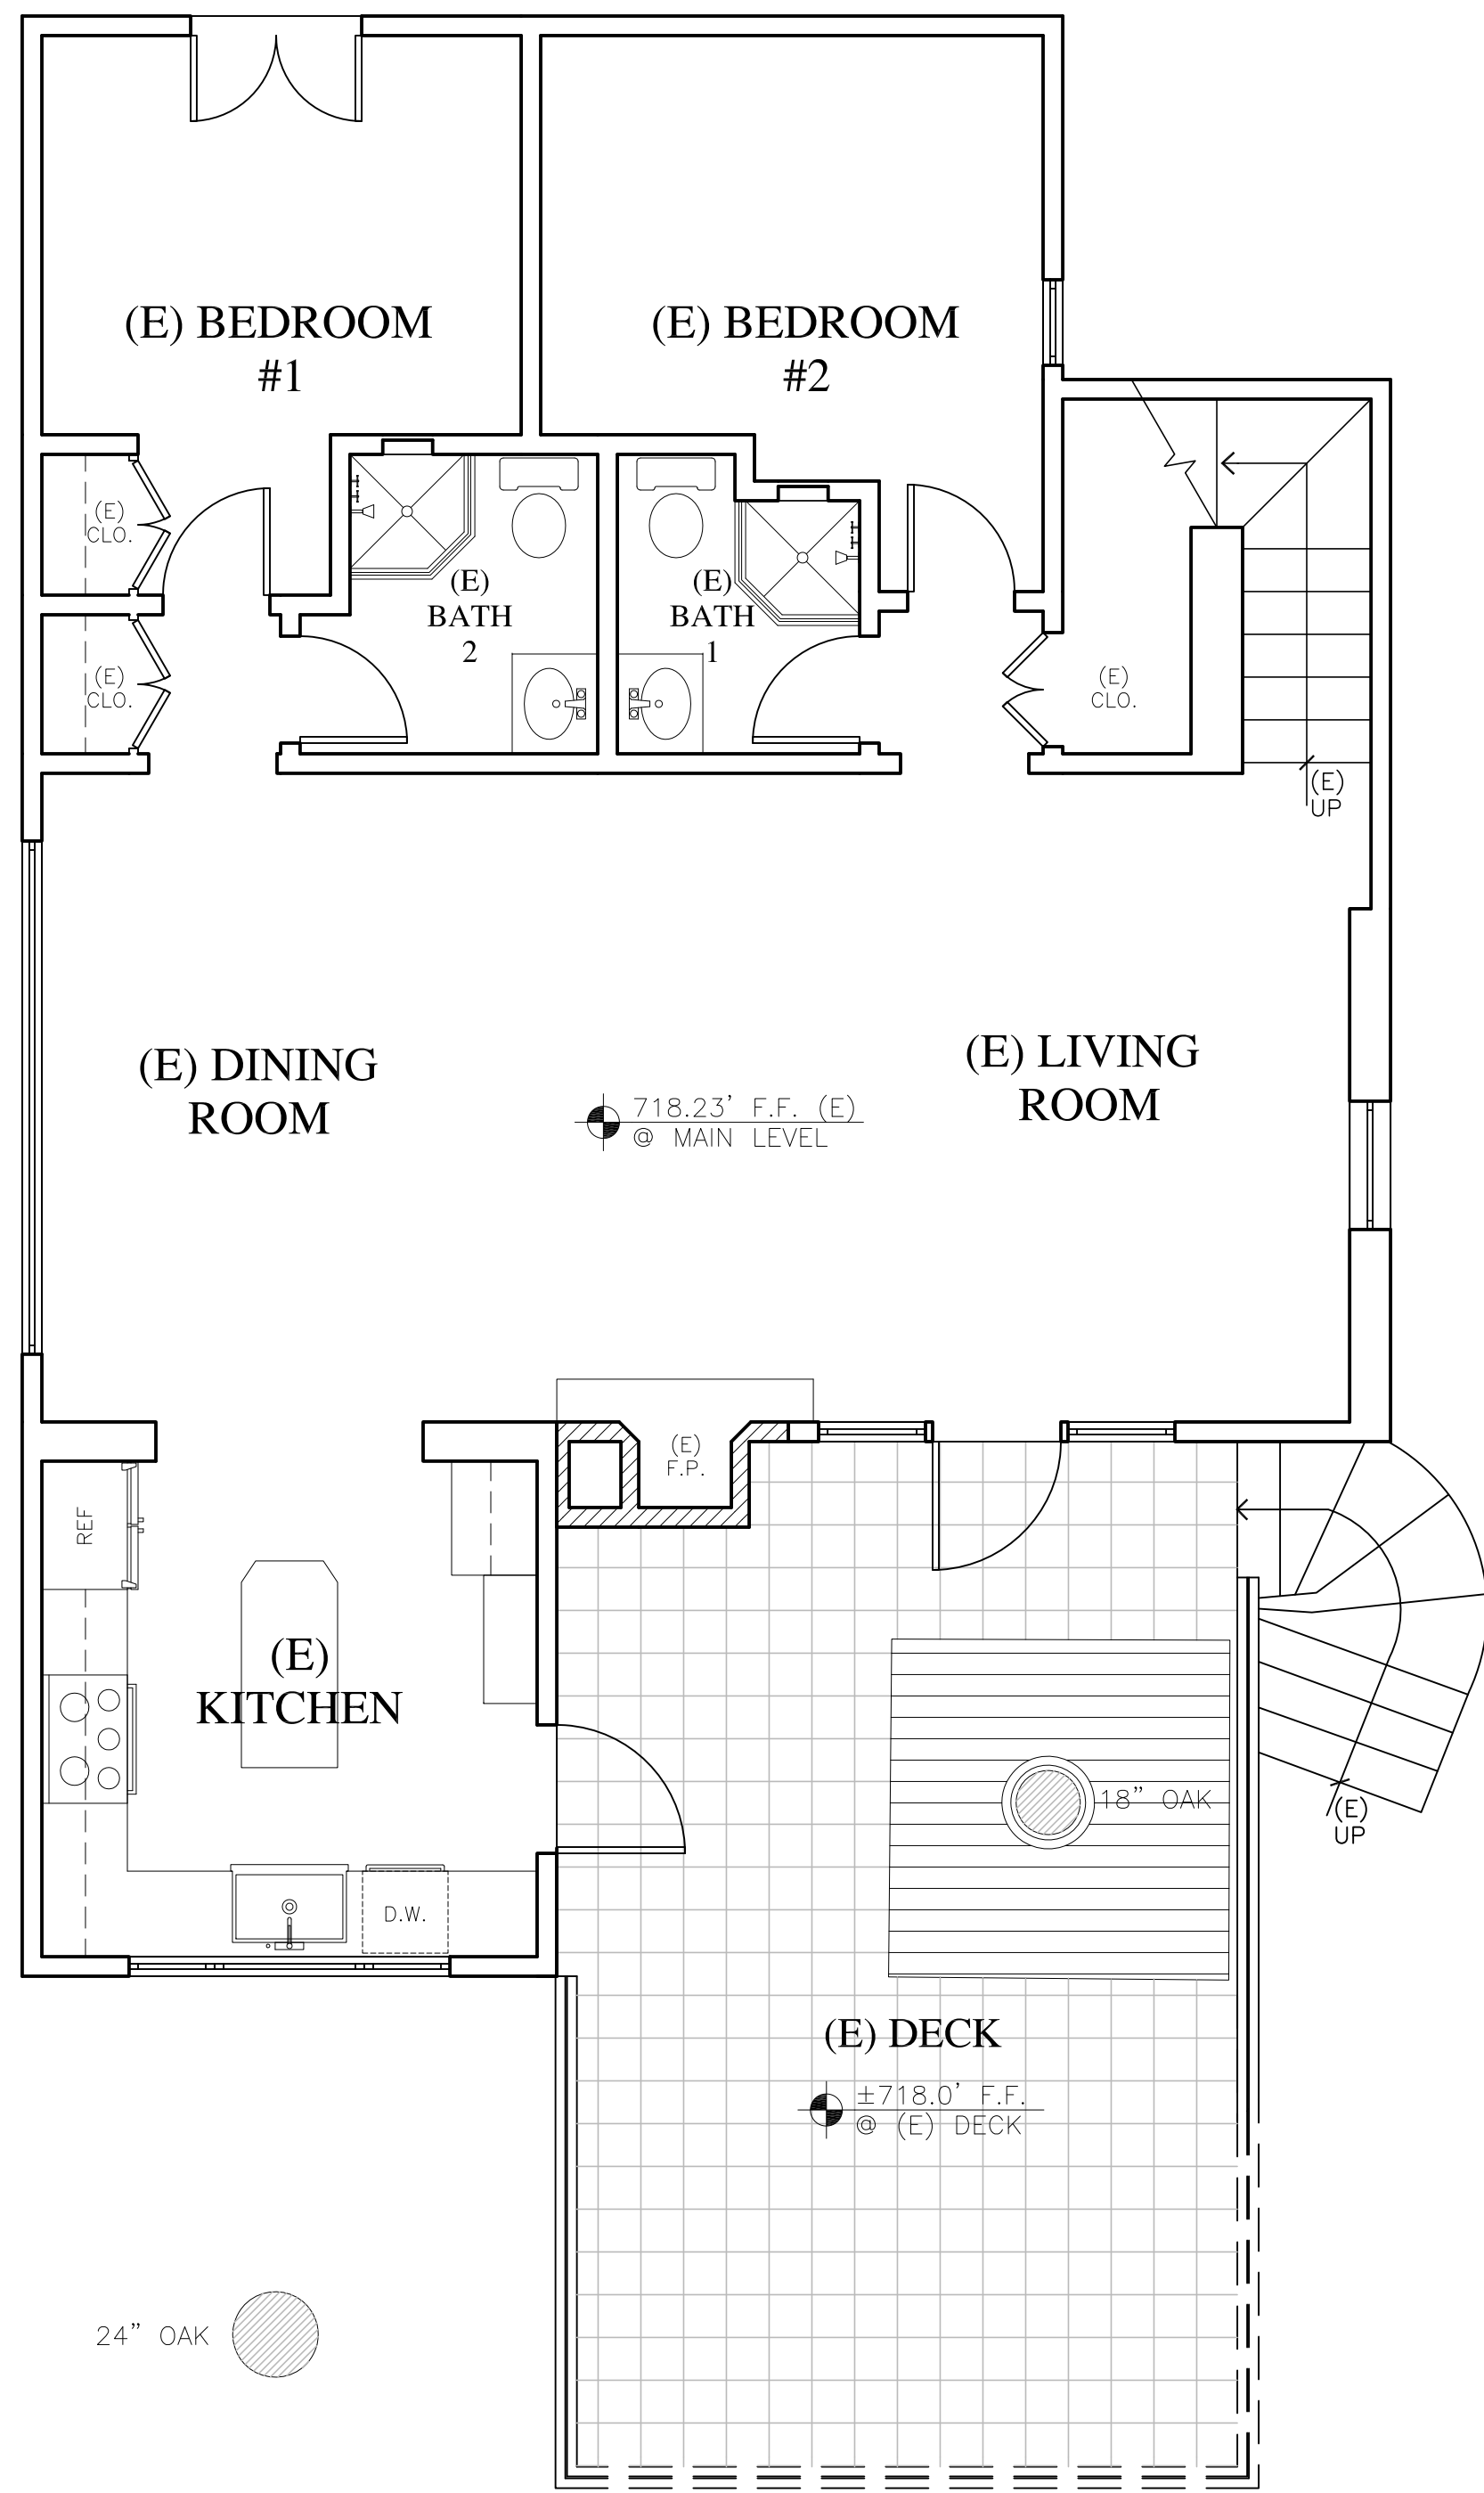 (E) BEDROOM
#1
(E) BEDROOM
#2
(E)
CLO.
(E)
BATH
2
(E)
BATH
1
(E)
CLO.
(E)
CLO.
(E)
UP
(E) DINING
ROOM
718.23' F.F. (E)
@ MAIN LEVEL
(E) LIVING
ROOM
(E)
F.P.
REF
(E)
KITCHEN
18" OAK
(E)
UP
D.W.
(E) DECK
±718.0' F.F.
@ (E) DECK
24" OAK